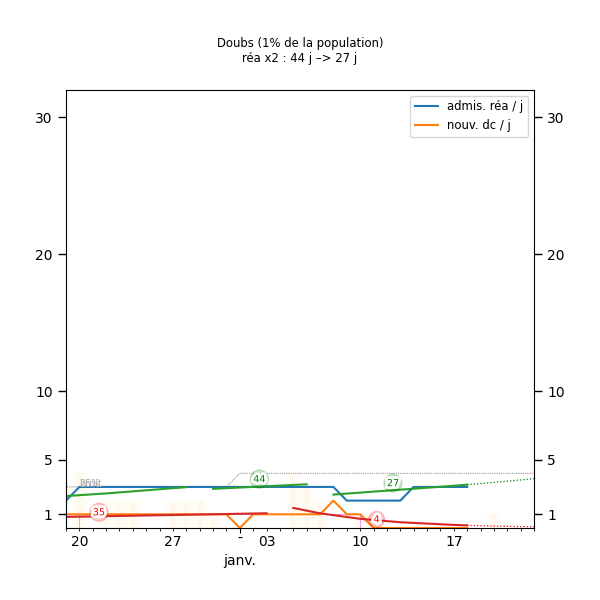 Doubs (1% de la population)
réa x2 : 44 j –> 27 j
admis. réa / j
nouv. dc / j
30 30
20 20
10 10
5 5
1 1
44
27
35
4
20 27 - 03 10 17
janv.